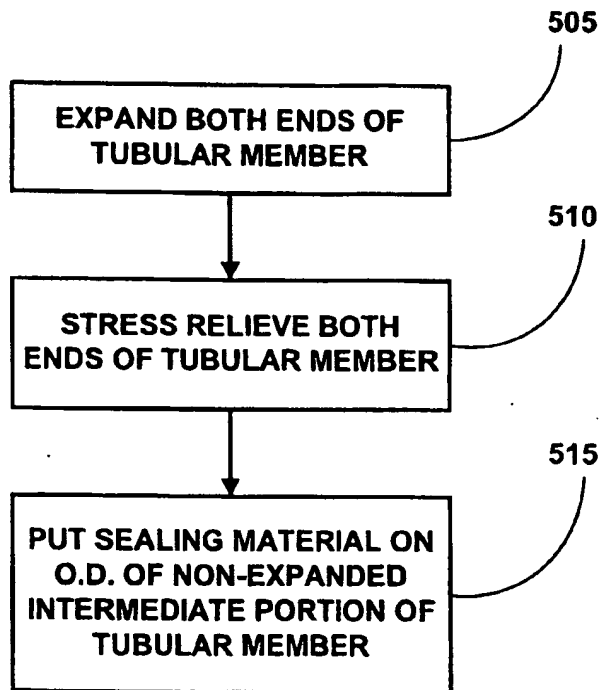 505
EXPAND BOTH ENDS OF
TUBULAR MEMBER
510
STRESS RELIEVE BOTH
ENDS OF TUBULAR MEMBER
515
PUT SEALING MATERIAL ON
O.D. OF NON-EXPANDED
INTERMEDIATE PORTION OF
TUBULAR MEMBER